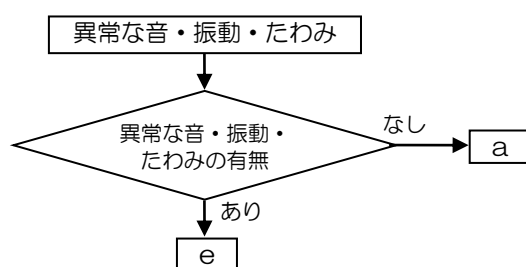 異常な音・振動・たわみ
異常な音・振動・
たわみの有無
なし
a
あり
e